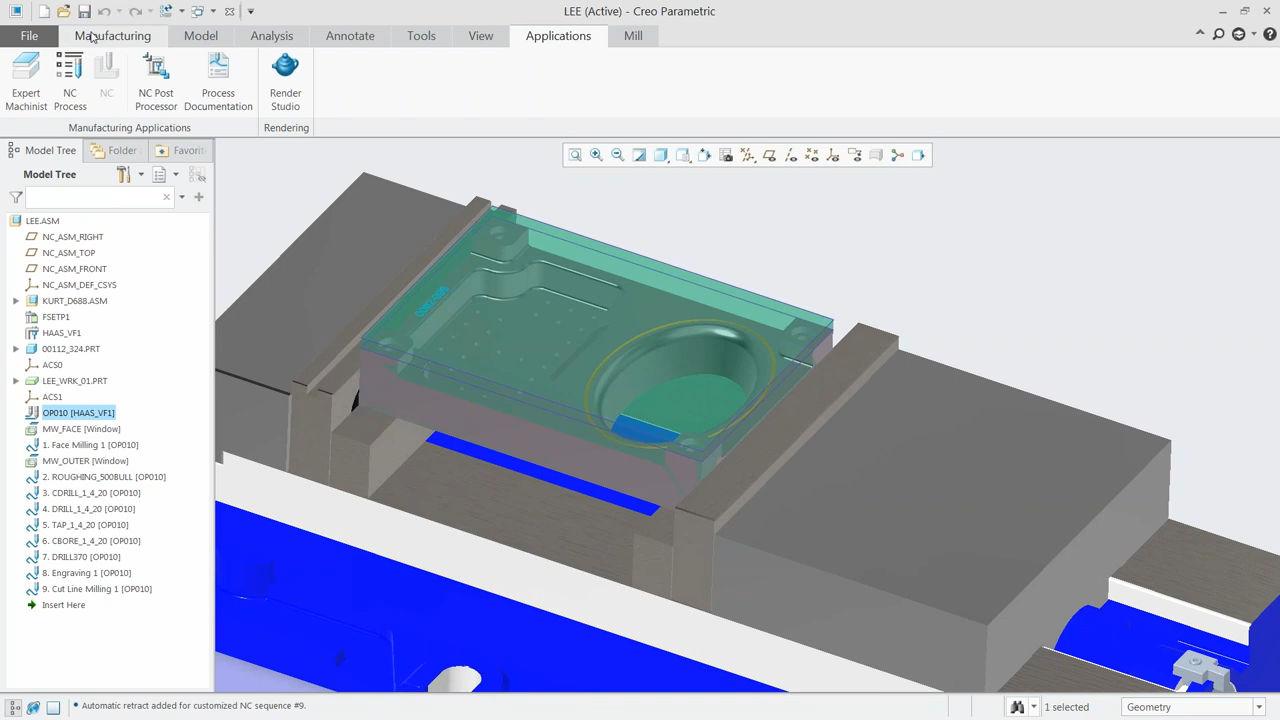 LEE (Active) - Creo Parametric
File Manufacturing Model Analysis Annotate Tools View Applications Mill
Expert Machinist
NC Process
NC
NC Post Processor
Process Documentation
Render Studio
Manufacturing Applications
Rendering
Model Tree Folder Favorit
Model Tree
LEE.ASM
NC_ASM_RIGHT
NC_ASM_TOP
NC_ASM_FRONT
NC_ASM_DEF_CSYS
KURT_D688.ASM
FSETP1
HAAS_VF1
00112_324.PRT
ACS0
LEE_WRK_01.PRT
ACS1
OP010 [HAAS_VF1]
MW_FACE [Window]
1. Face Milling 1 [OP010]
MW_OUTER [Window]
2. ROUGHING_500BULL [OP010]
3. CDRILL_1_4_20 [OP010]
4. DRILL_1_4_20 [OP010]
5. TAP_1_4_20 [OP010]
6. CBORE_1_4_20 [OP010]
7. DRILL370 [OP010]
8. Engraving 1 [OP010]
9. Cut Line Milling 1 [OP010]
Insert Here
• Automatic retract added for customized NC sequence #9.
1 selected
Geometry